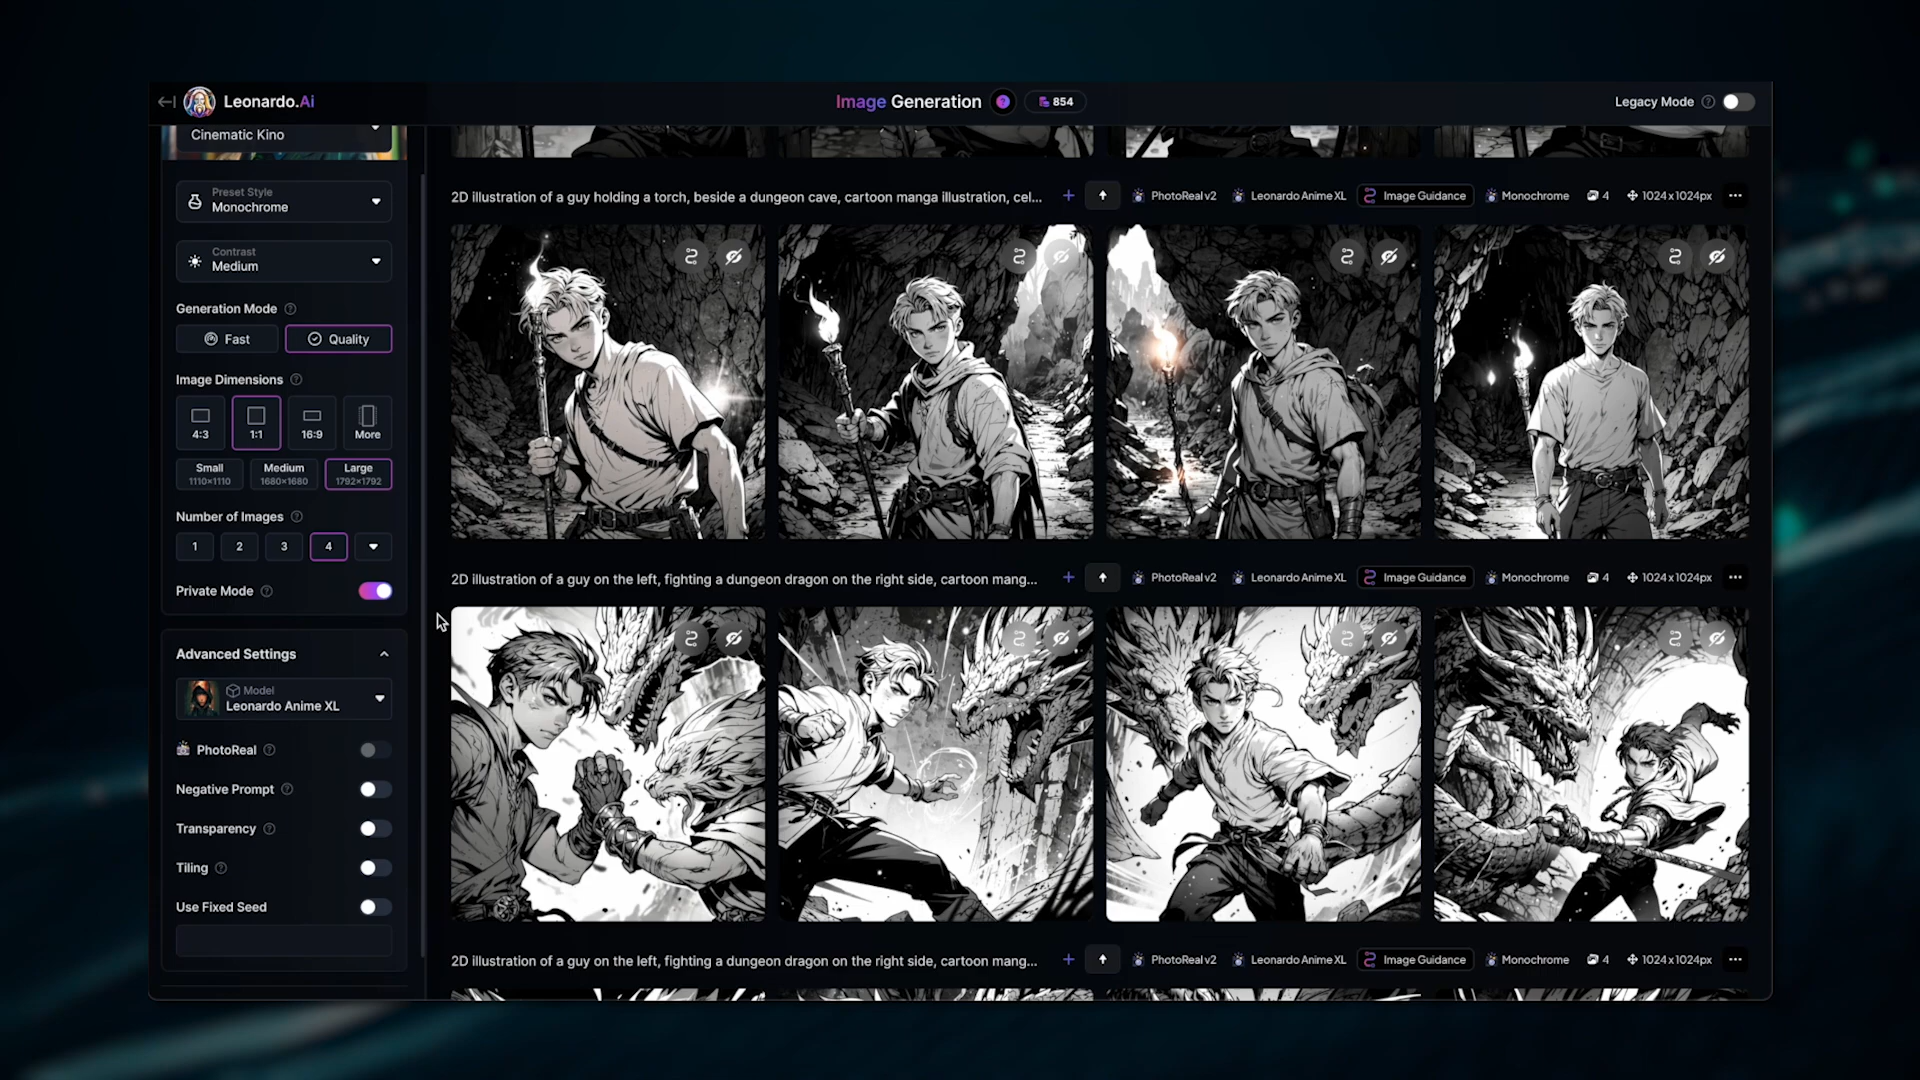 Leonardo.Ai
Image Generation
854
Legacy Mode
Cinematic Kino
Preset Style
Monochrome
Contrast
Medium
Generation Mode
Fast
Quality
Image Dimensions
4:3
1:1
16:9
More
Small
1110×1110
Medium
1680×1680
Large
1792×1792
Number of Images
1
2
3
4
Private Mode
Advanced Settings
Model
Leonardo Anime XL
PhotoReal
Negative Prompt
Transparency
Tiling
Use Fixed Seed
2D illustration of a guy holding a torch, beside a dungeon cave, cartoon manga illustration, cel...
PhotoReal v2
Leonardo Anime XL
Image Guidance
Monochrome
4
1024x1024px
2D illustration of a guy on the left, fighting a dungeon dragon on the right side, cartoon mang...
PhotoReal v2
Leonardo Anime XL
Image Guidance
Monochrome
4
1024x1024px
2D illustration of a guy on the left, fighting a dungeon dragon on the right side, cartoon mang...
PhotoReal v2
Leonardo Anime XL
Image Guidance
Monochrome
4
1024x1024px